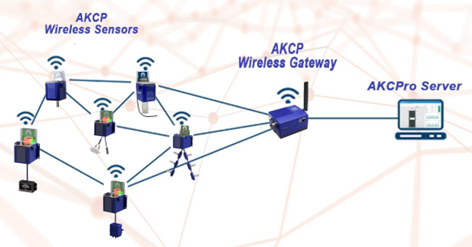 AKCP
Wireless Sensors
AKCP
Wireless Gateway
AKCPro Server